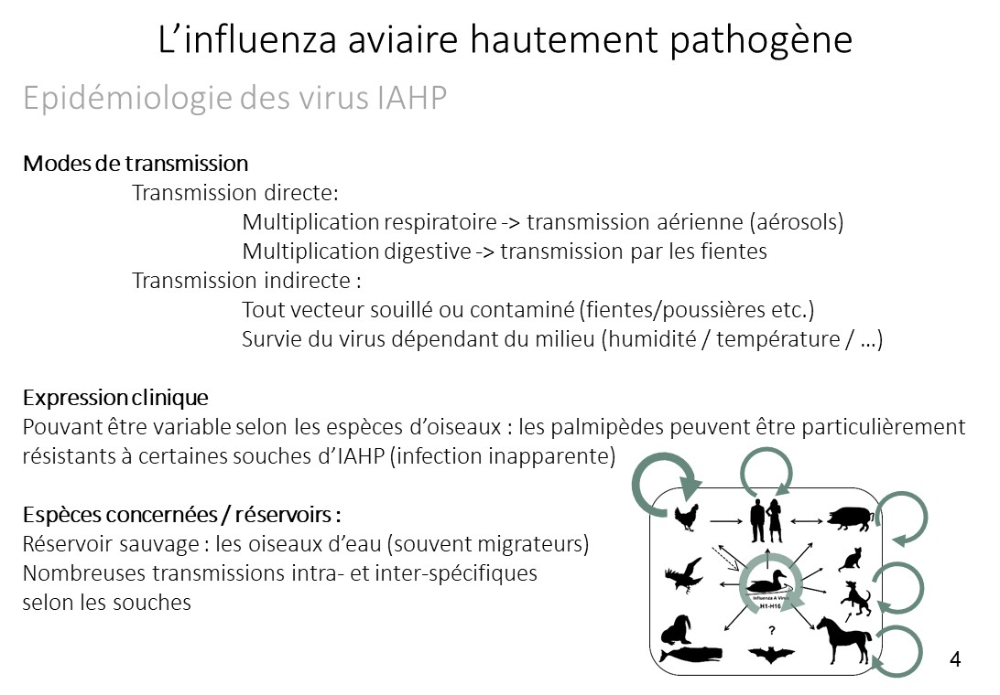 L’influenza aviaire hautement pathogène
Epidémiologie des virus IAHP
Modes de transmission
Transmission directe:
Multiplication respiratoire -> transmission aérienne (aérosols)
Multiplication digestive -> transmission par les fientes
Transmission indirecte :
Tout vecteur souillé ou contaminé (fientes/poussières etc.)
Survie du virus dépendant du milieu (humidité / température / …)
Expression clinique
Pouvant être variable selon les espèces d’oiseaux : les palmipèdes peuvent être particulièrement
résistants à certaines souches d’IAHP (infection inapparente)
Espèces concernées / réservoirs :
Réservoir sauvage : les oiseaux d’eau (souvent migrateurs)
Nombreuses transmissions intra- et inter-spécifiques
selon les souches
Influenza A Virus
H1-H16
?
4